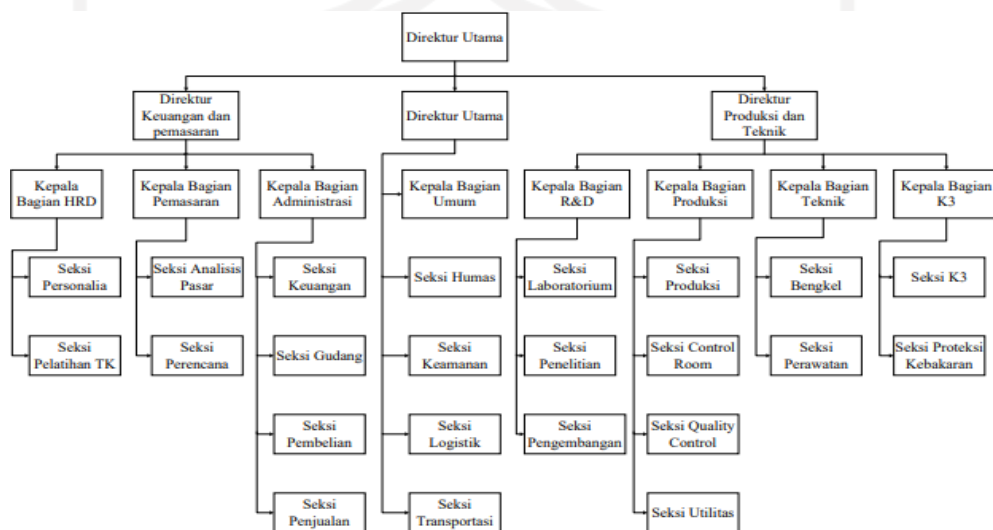 Direktur Utama
Direktur
Keuangan dan
pemasaran
Direktur Utama
Direktur
Produksi dan
Teknik
Kepala
Bagian HRD
Kepala Bagian
Pemasaran
Kepala Bagian
Administrasi
Kepala Bagian
Umum
Kepala Bagian
R&D
Kepala Bagian
Produksi
Kepala Bagian
Teknik
Kepala Bagian
K3
Seksi
Personalia
Seksi Analisis
Pasar
Seksi
Keuangan
Seksi Humas
Seksi
Laboratorium
Seksi
Produksi
Seksi
Bengkel
Seksi K3
Seksi
Pelatihan TK
Seksi
Perencana
Seksi Gudang
Seksi
Keamanan
Seksi
Penelitian
Seksi Control
Room
Seksi
Perawatan
Seksi Proteksi
Kebakaran
Seksi
Pembelian
Seksi
Logistik
Seksi
Pengembangan
Seksi Quality
Control
Seksi
Penjualan
Seksi
Transportasi
Seksi Utilitas